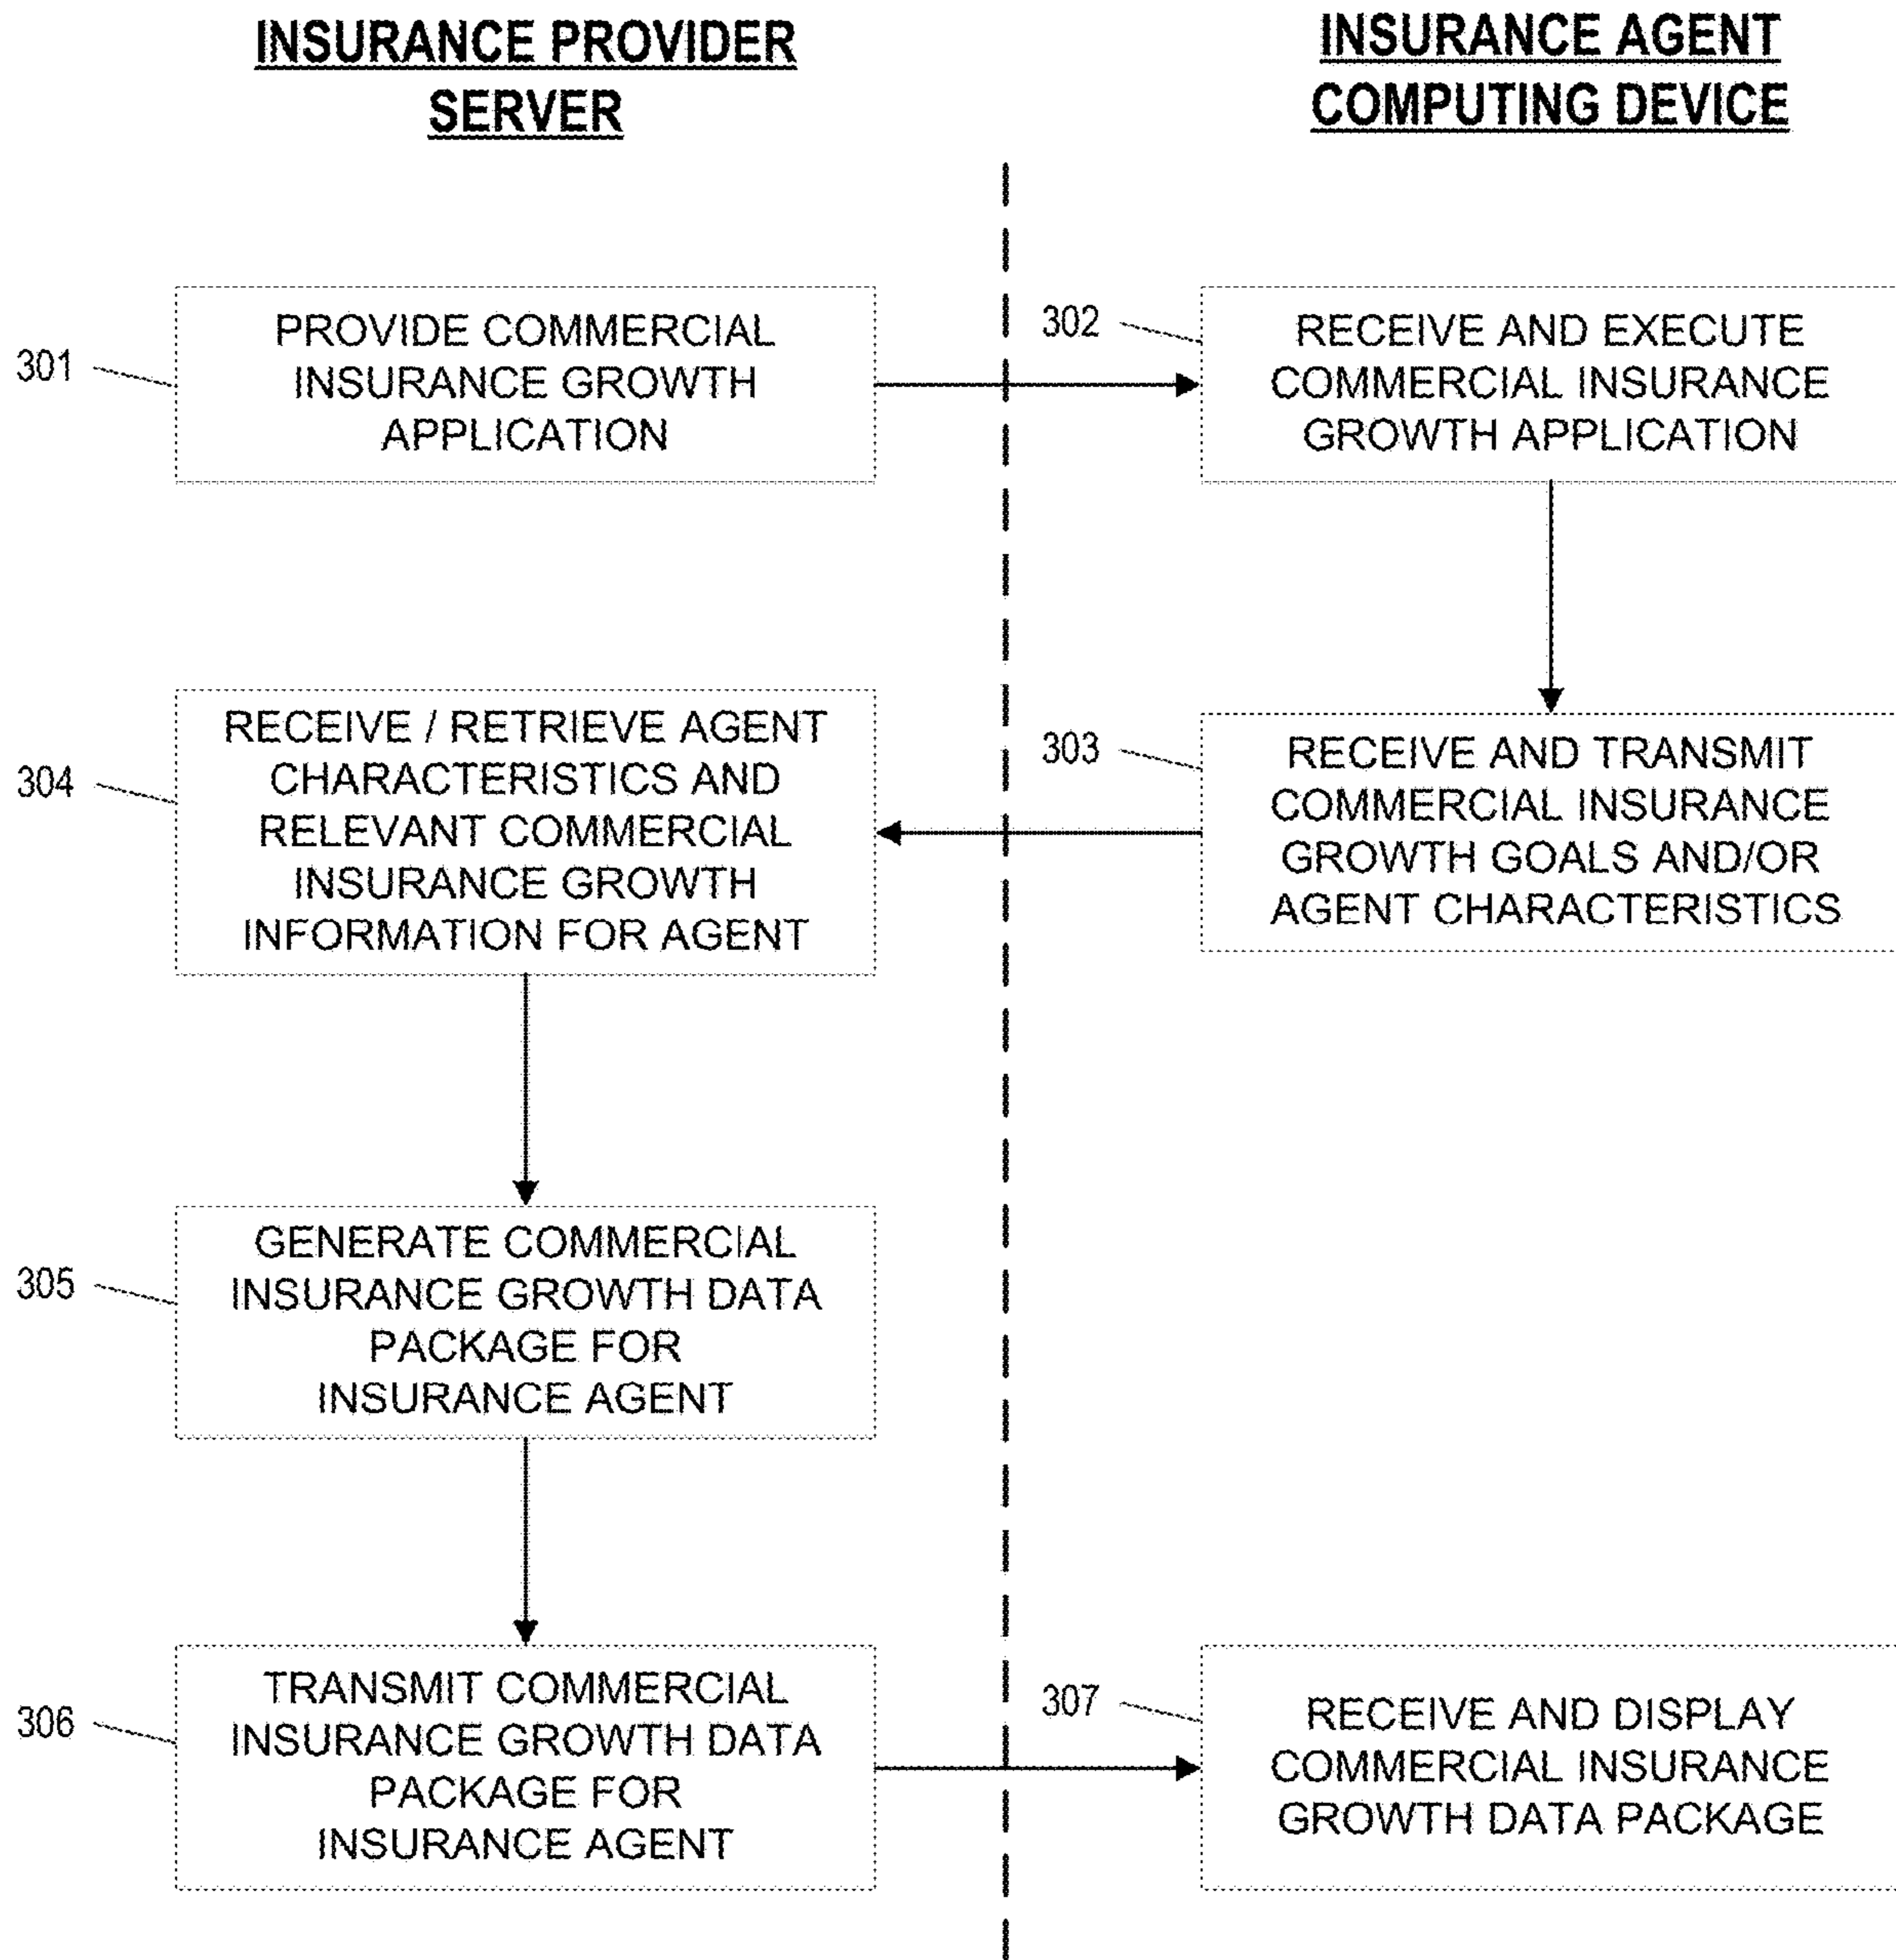 INSURANCE PROVIDER
SERVER
INSURANCE AGENT
COMPUTING DEVICE
301
PROVIDE COMMERCIAL
INSURANCE GROWTH
APPLICATION
302
RECEIVE AND EXECUTE
COMMERCIAL INSURANCE
GROWTH APPLICATION
304
RECEIVE / RETRIEVE AGENT
CHARACTERISTICS AND
RELEVANT COMMERCIAL
INSURANCE GROWTH
INFORMATION FOR AGENT
303
RECEIVE AND TRANSMIT
COMMERCIAL INSURANCE
GROWTH GOALS AND/OR
AGENT CHARACTERISTICS
305
GENERATE COMMERCIAL
INSURANCE GROWTH DATA
PACKAGE FOR
INSURANCE AGENT
306
TRANSMIT COMMERCIAL
INSURANCE GROWTH DATA
PACKAGE FOR
INSURANCE AGENT
307
RECEIVE AND DISPLAY
COMMERCIAL INSURANCE
GROWTH DATA PACKAGE